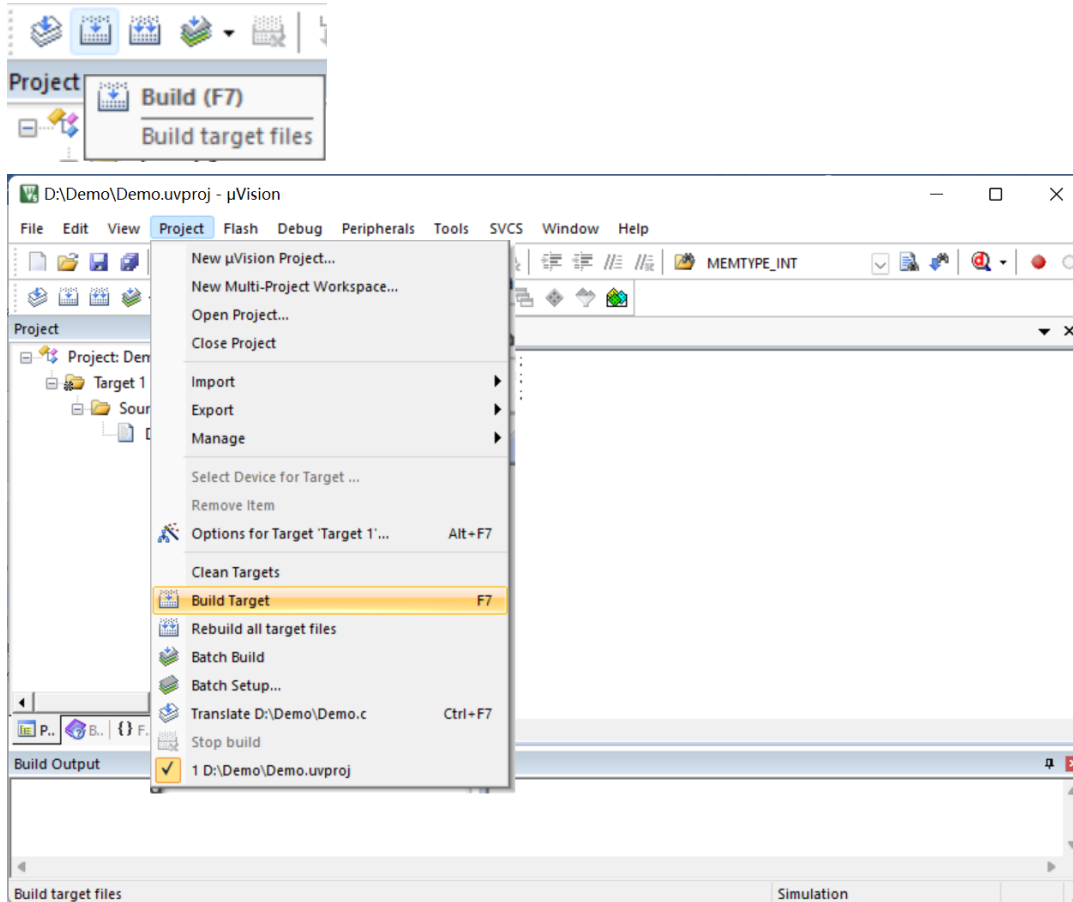 Project
Build (F7)
Build target files
D:\Demo\Demo.uvproj - µVision
File Edit View Project Flash Debug Peripherals Tools SVCS Window Help
MEMTYPE_INT
Project
Project: Dem
Target 1
Sour
D
New µVision Project...
New Multi-Project Workspace...
Open Project...
Close Project
Import
Export
Manage
Select Device for Target ...
Remove Item
Options for Target 'Target 1'... Alt+F7
Clean Targets
Build Target F7
Rebuild all target files
Batch Build
Batch Setup...
Translate D:\Demo\Demo.c Ctrl+F7
Stop build
1 D:\Demo\Demo.uvproj
P.. B.. {} F.
Build Output
Build target files Simulation